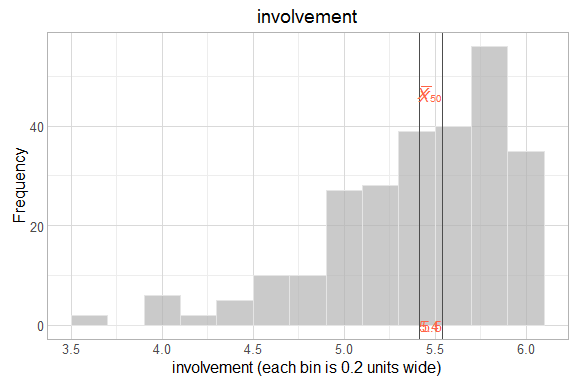 involvement
Frequency
40
20
0
3.5 4.0 4.5 5.0 5.5 6.0
involvement (each bin is 0.2 units wide)